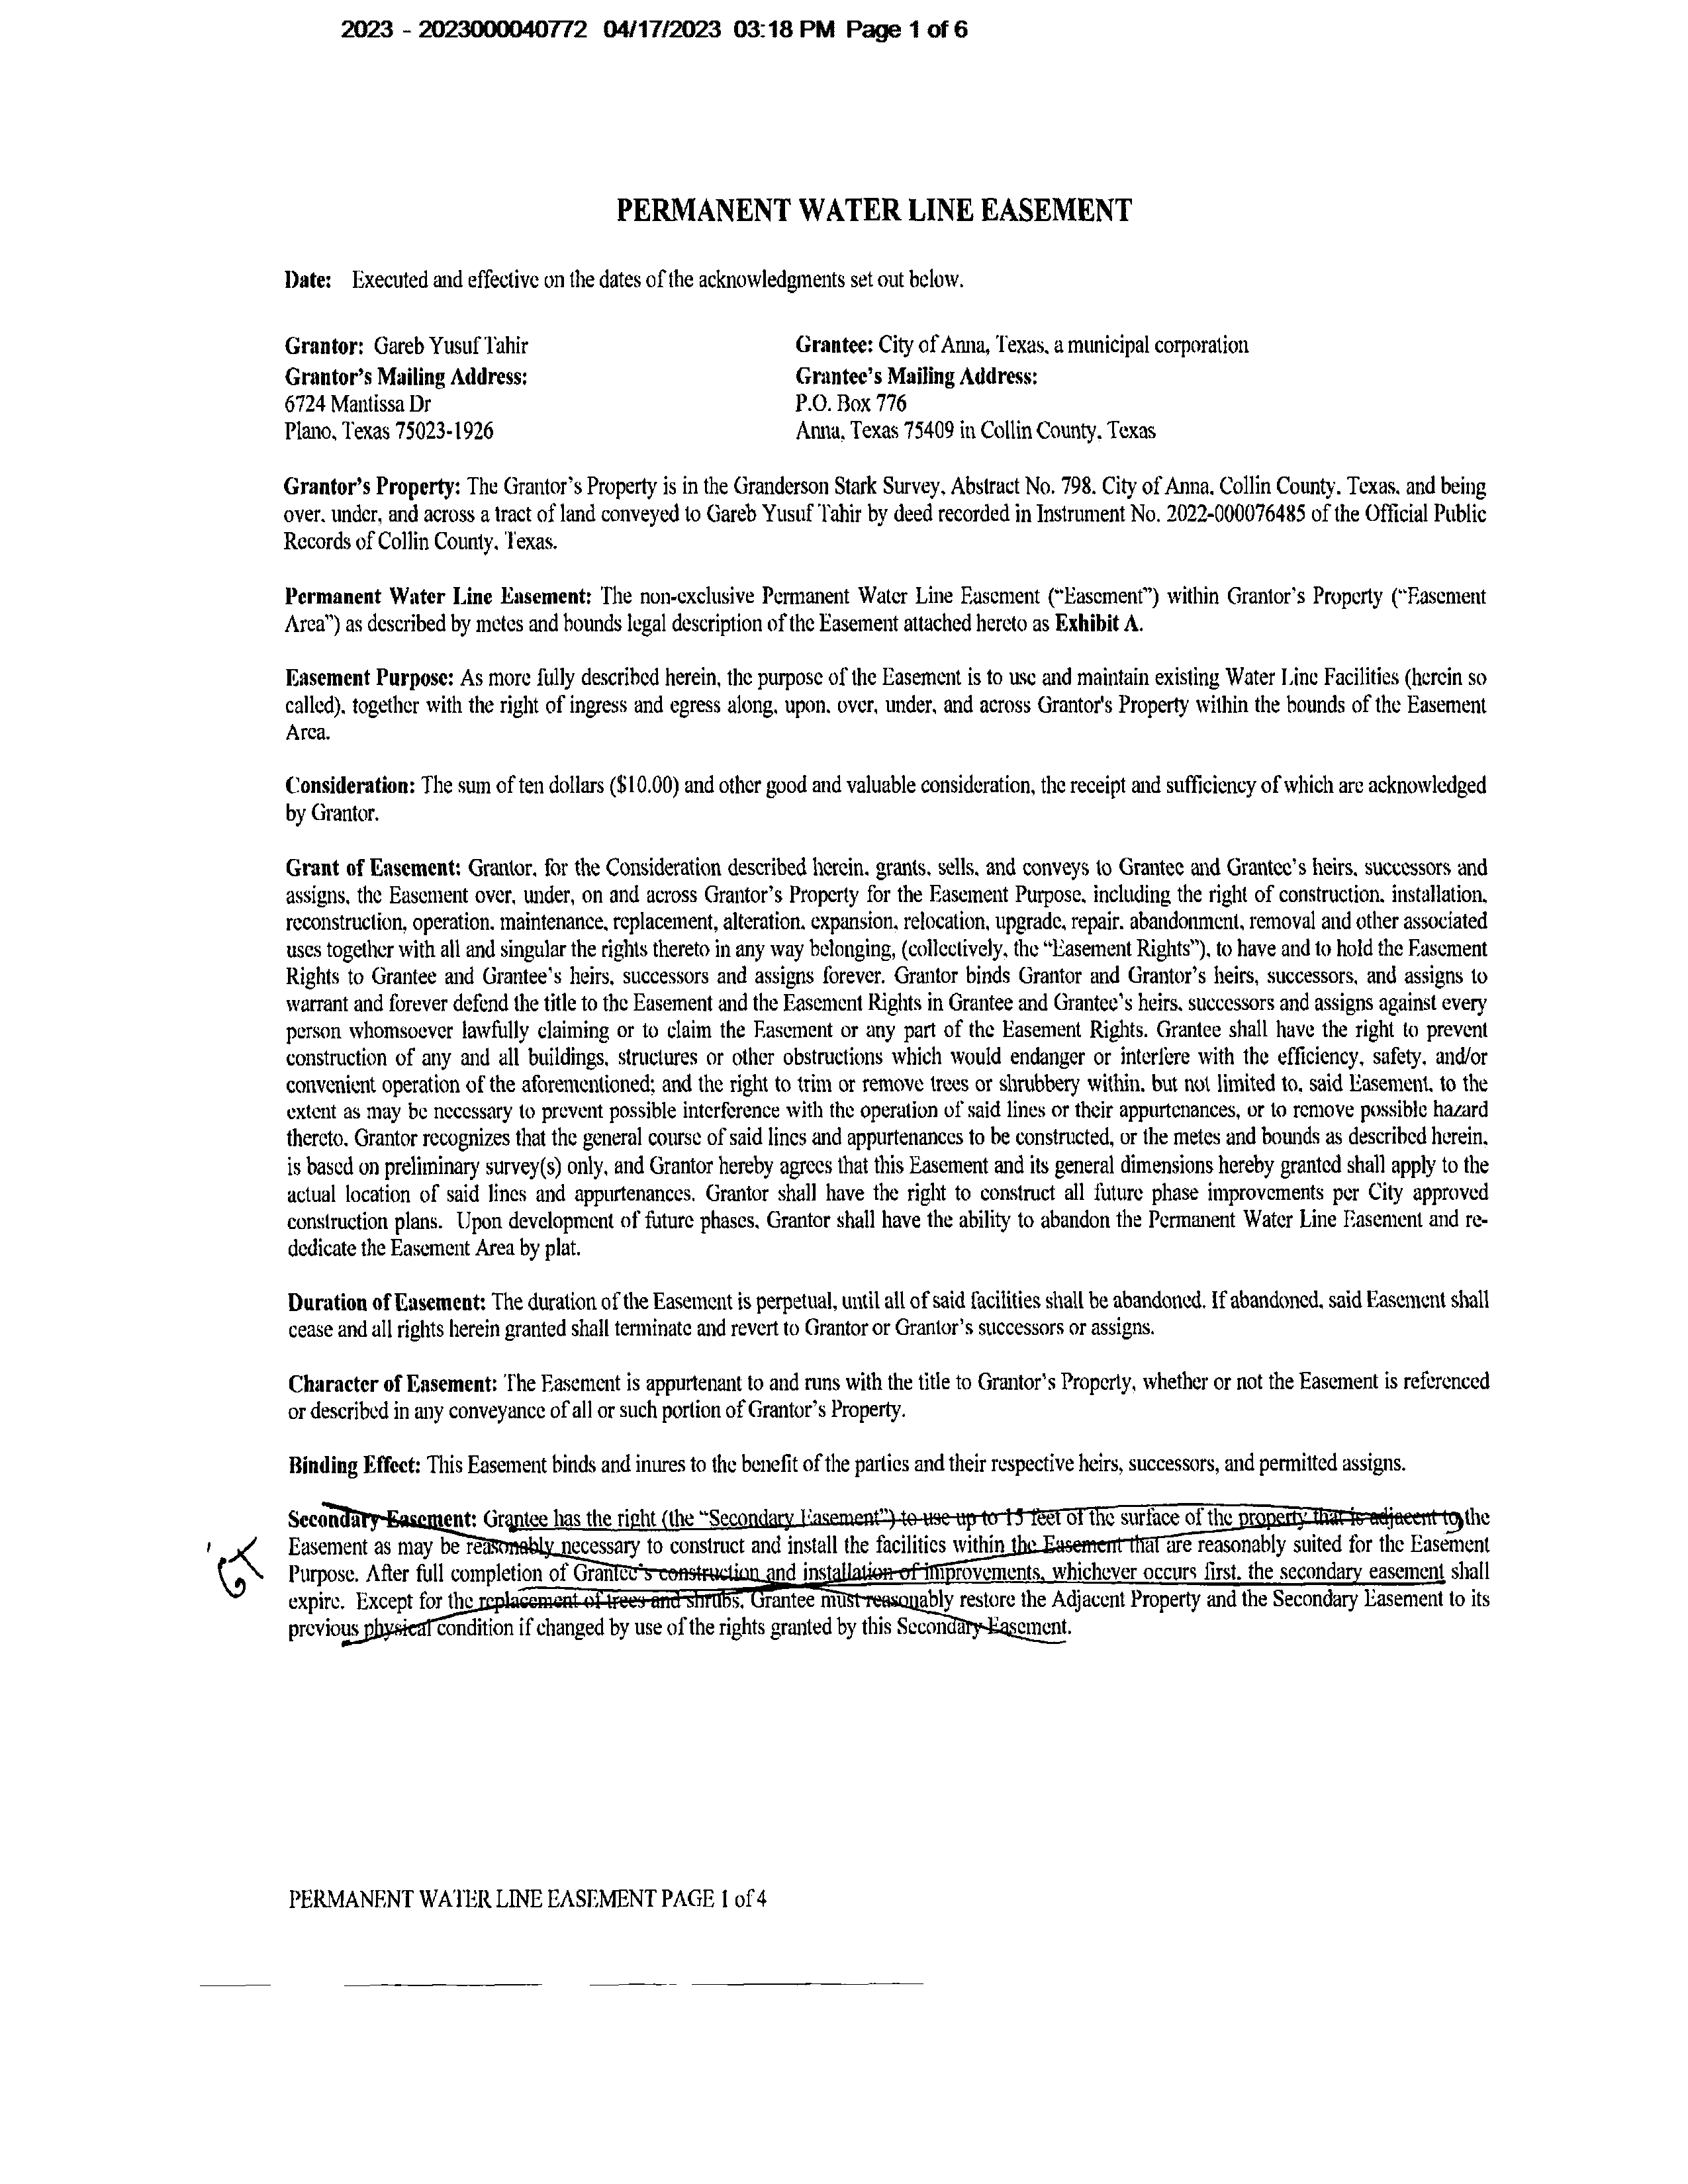 2023 - 2023000040772 04/17/2023 03:18 PM Page 1 of 6
PERMANENT WATER LINE EASEMENT
Date: Executed and effective on the dates of the acknowledgments set out below.
Grantor: Gareb Yusuf Tahir
Grantor's Mailing Address:
6724 Mantissa Dr
Plano, Texas 75023-1926
Grantee: City of Anna, Texas, a municipal corporation
Grantee's Mailing Address:
P.O. Box 776
Anna, Texas 75409 in Collin County, Texas
Grantor's Property: The Grantor's Property is in the Granderson Stark Survey, Abstract No. 798, City of Anna, Collin County, Texas, and being
over, under, and across a tract of land conveyed to Gareb Yusuf Tahir by deed recorded in Instrument No. 2022-000076485 of the Official Public
Records of Collin County, Texas.
Permanent Water Line Easement: The non-exclusive Permanent Water Line Easement ("Easement") within Grantor's Property ("Easement
Area") as described by metes and bounds legal description of the Easement attached hereto as Exhibit A.
Easement Purpose: As more fully described herein, the purpose of the Easement is to use and maintain existing Water Line Facilities (herein so
called), together with the right of ingress and egress along, upon, over, under, and across Grantor's Property within the bounds of the Easement
Area.
Consideration: The sum of ten dollars ($10.00) and other good and valuable consideration, the receipt and sufficiency of which are acknowledged
by Grantor.
Grant of Easement: Grantor, for the Consideration described herein, grants, sells, and conveys to Grantee and Grantee's heirs, successors and
assigns, the Easement over, under, on and across Grantor's Property for the Easement Purpose, including the right of construction, installation,
reconstruction, operation, maintenance, replacement, alteration, expansion, relocation, upgrade, repair, abandonment, removal and other associated
uses together with all and singular the rights thereto in any way belonging, (collectively, the "Easement Rights"), to have and to hold the Easement
Rights to Grantee and Grantee's heirs, successors and assigns forever. Grantor binds Grantor and Grantor's heirs, successors, and assigns to
warrant and forever defend the title to the Easement and the Easement Rights in Grantee and Grantee's heirs, successors and assigns against every
person whomsoever lawfully claiming or to claim the Easement or any part of the Easement Rights. Grantee shall have the right to prevent
construction of any and all buildings, structures or other obstructions which would endanger or interfere with the efficiency, safety, and/or
convenient operation of the aforementioned; and the right to trim or remove trees or shrubbery within, but not limited to, said Easement, to the
extent as may be necessary to prevent possible interference with the operation of said lines or their appurtenances, or to remove possible hazard
thereto. Grantor recognizes that the general course of said lines and appurtenances to be constructed, or the metes and bounds as described herein,
is based on preliminary survey(s) only, and Grantor hereby agrees that this Easement and its general dimensions hereby granted shall apply to the
actual location of said lines and appurtenances. Grantor shall have the right to construct all future phase improvements per City approved
construction plans. Upon development of future phases, Grantor shall have the ability to abandon the Permanent Water Line Easement and re-
dedicate the Easement Area by plat.
Duration of Easement: The duration of the Easement is perpetual, until all of said facilities shall be abandoned. If abandoned, said Easement shall
cease and all rights herein granted shall terminate and revert to Grantor or Grantor's successors or assigns.
Character of Easement: The Easement is appurtenant to and runs with the title to Grantor's Property, whether or not the Easement is referenced
or described in any conveyance of all or such portion of Grantor's Property.
Binding Effect: This Easement binds and inures to the benefit of the parties and their respective heirs, successors, and permitted assigns.
Secondary Easement: Grantee has the right (the "Secondary Easement") to use up to 15 feet of the surface of the property that is adjacent to the
Easement as may be reasonably necessary to construct and install the facilities within the Easement that are reasonably suited for the Easement
Purpose. After full completion of Grantee's construction and installation of improvements, whichever occurs first, the secondary easement shall
expire. Except for the replacement of trees and shrubs, Grantee must reasonably restore the Adjacent Property and the Secondary Easement to its
previous physical condition if changed by use of the rights granted by this Secondary Easement.
PERMANENT WATER LINE EASEMENT PAGE 1 of 4